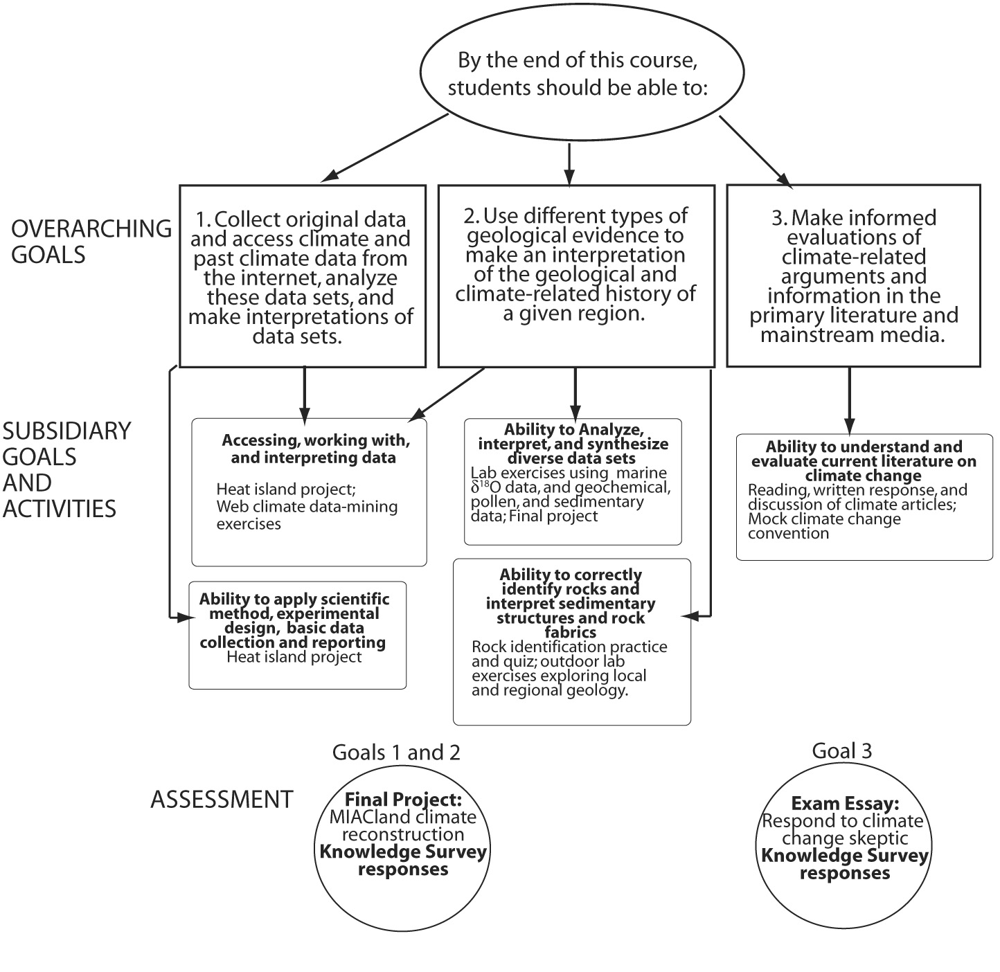 By the end of this course,
students should be able to:
OVERARCHING
GOALS
1. Collect original data
and access climate and
past climate data from
the internet, analyze
these data sets, and
make interpretations of
data sets.
2. Use different types of
geological evidence to
make an interpretation
of the geological and
climate-related history of
a given region.
3. Make informed
evaluations of
climate-related
arguments and
information in the
primary literature and
mainstream media.
SUBSIDIARY
GOALS
AND
ACTIVITIES
Accessing, working with,
and interpreting data
Heat island project;
Web climate data-mining
exercises
Ability to Analyze,
interpret, and synthesize
diverse data sets
Lab exercises using marine
δ¹⁸O data, and geochemical,
pollen, and sedimentary
data; Final project
Ability to understand and
evaluate current literature on
climate change
Reading, written response, and
discussion of climate articles;
Mock climate change
convention
Ability to apply scientific
method, experimental
design, basic data
collection and reporting
Heat island project
Ability to correctly
identify rocks and
interpret sedimentary
structures and rock
fabrics
Rock identification practice
and quiz; outdoor lab
exercises exploring local
and regional geology.
ASSESSMENT
Goals 1 and 2
Final Project:
MIACland climate
reconstruction
Knowledge Survey
responses
Goal 3
Exam Essay:
Respond to climate
change skeptic
Knowledge Survey
responses